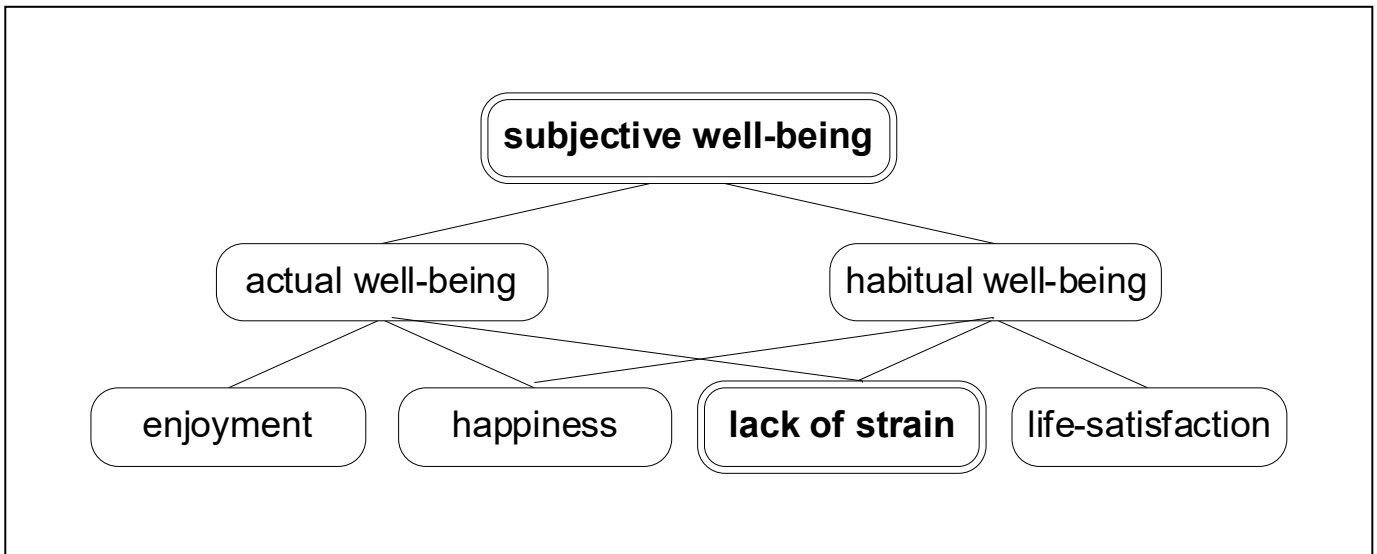 subjective well-being
actual well-being
habitual well-being
enjoyment
happiness
lack of strain
life-satisfaction